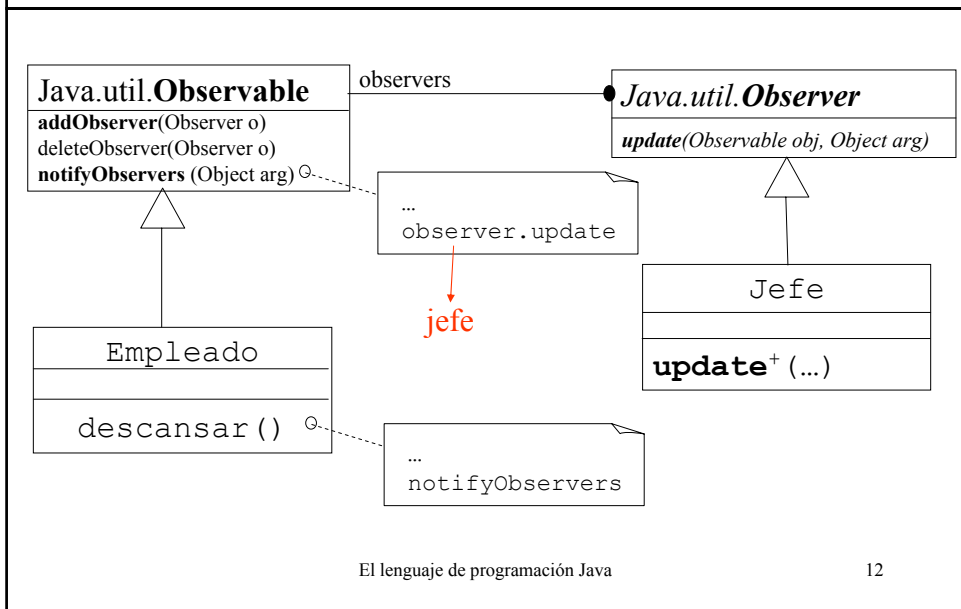 Java.util.Observable
addObserver(Observer o)
deleteObserver(Observer o)
notifyObservers (Object arg)
observers
Java.util.Observer
update(Observable obj, Object arg)
...
observer.update
jefe
Jefe
update+(…)
Empleado
descansar()
...
notifyObservers
El lenguaje de programación Java
12